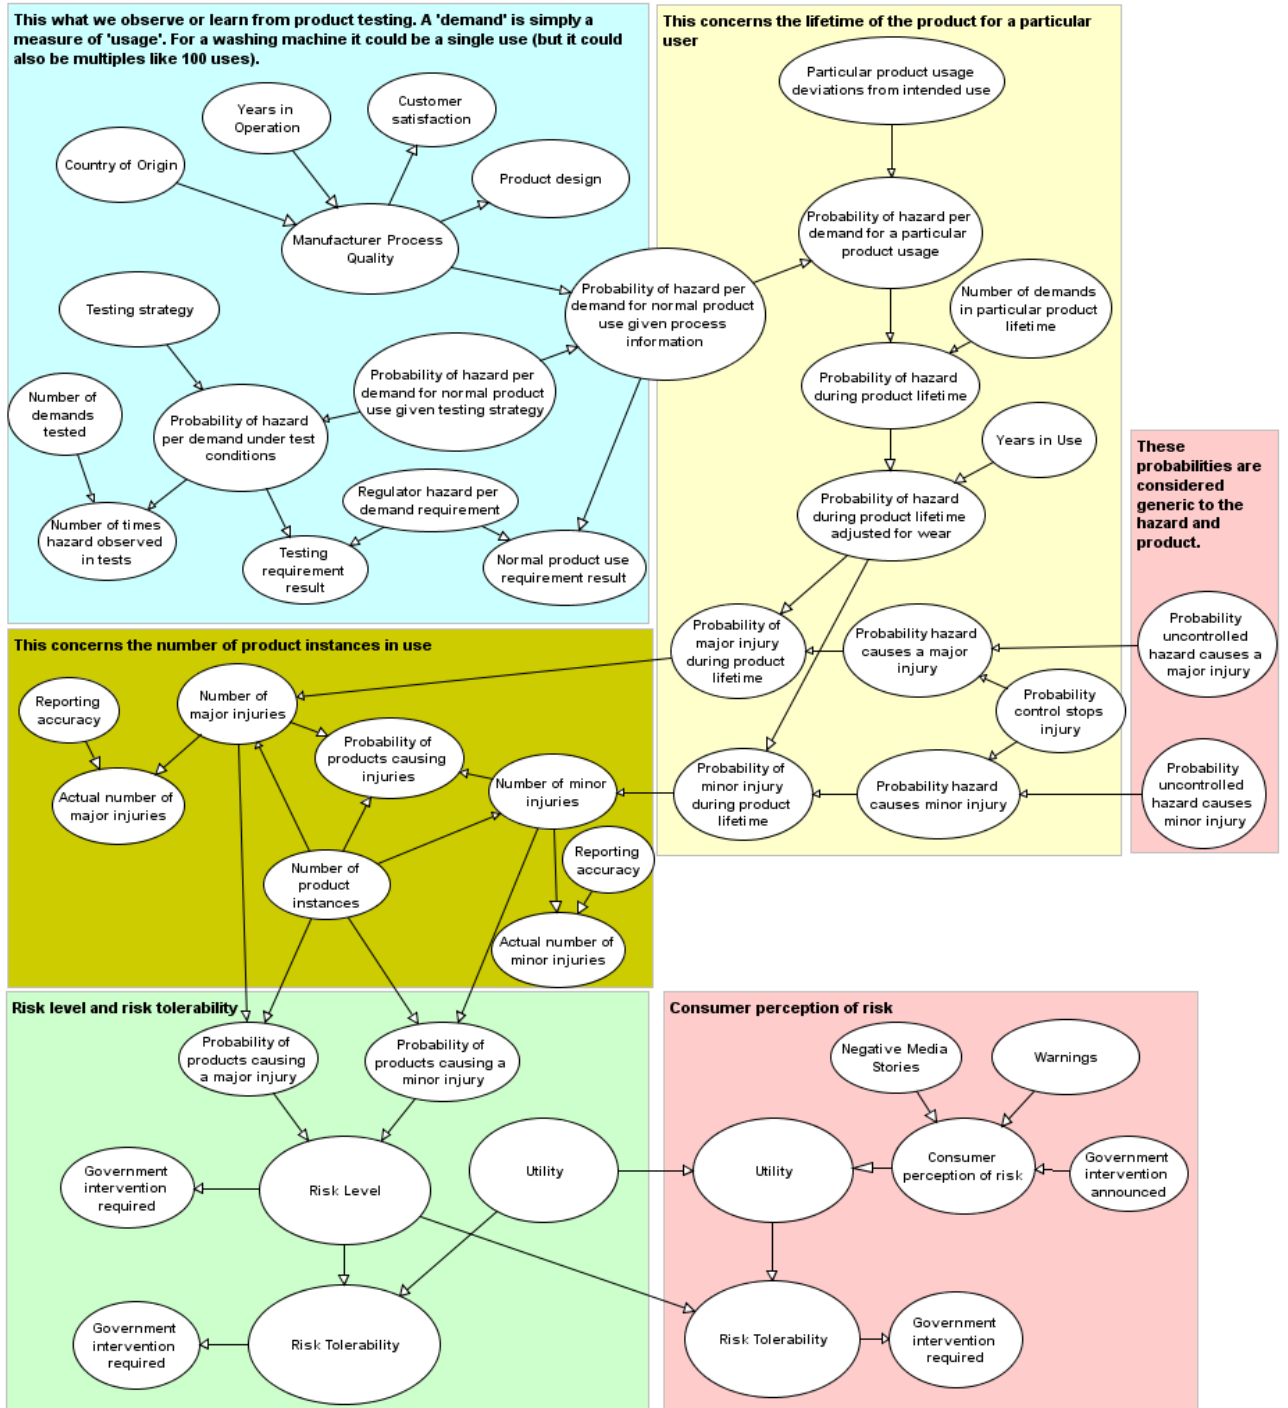 This what we observe or learn from product testing. A 'demand' is simply a
measure of 'usage'. For a washing machine it could be a single use (but it could
also be multiples like 100 uses).
Years in
Operation
Customer
satisfaction
Country of Origin
Product design
Manufacturer Process
Quality
Testing strategy
Probability of hazard per
demand for normal product
use given process
information
Number of
demands
tested
Probability of hazard
per demand under test
conditions
Probability of hazard per
demand for normal product
use given testing strategy
Regulator hazard per
demand requirement
Number of times
hazard observed
in tests
Testing
requirement
result
Normal product use
requirement result
This concerns the lifetime of the product for a particular
user
Particular product usage
deviations from intended use
Probability of hazard per
demand for a particular
product usage
Number of demands
in particular product
lifetime
Probability of hazard
during product lifetime
Years in Use
Probability of hazard
during product lifetime
adjusted for wear
Probability of
major injury
during product
lifetime
Probability hazard
causes a major
injury
Probability
control stops
injury
Probability of
minor injury
during product
lifetime
Probability hazard
causes minor injury
These
probabilities are
considered
generic to the
hazard and
product.
Probability
uncontrolled
hazard causes a
major injury
Probability
uncontrolled
hazard causes
minor injury
This concerns the number of product instances in use
Reporting
accuracy
Number of
major injuries
Probability of
products causing
injuries
Actual number of
major injuries
Number of minor
injuries
Number of
product
instances
Reporting
accuracy
Actual number of
minor injuries
Risk level and risk tolerability
Probability of
products causing
a major injury
Probability of
products causing a
minor injury
Government
intervention
required
Risk Level
Utility
Government
intervention
required
Risk Tolerability
Consumer perception of risk
Negative Media
Stories
Warnings
Utility
Consumer
perception of risk
Government
intervention
announced
Risk Tolerability
Government
intervention
required